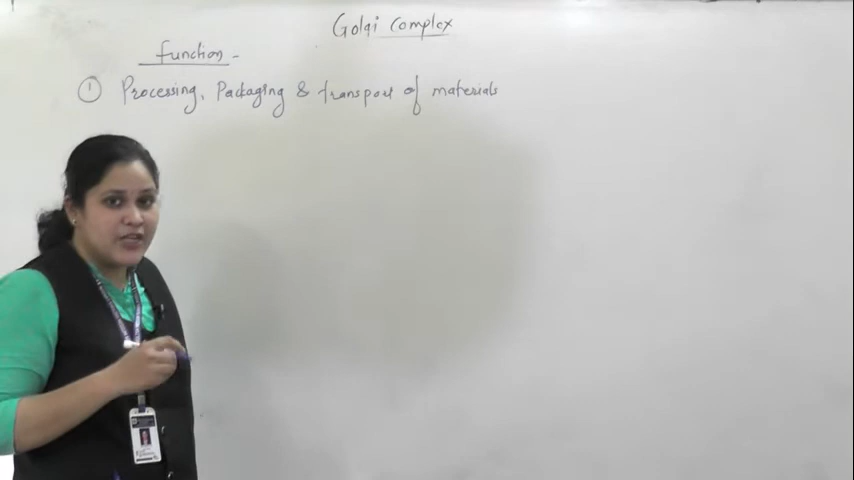 Golgi Complex
Function -
① Processing, Packaging & transport of materials